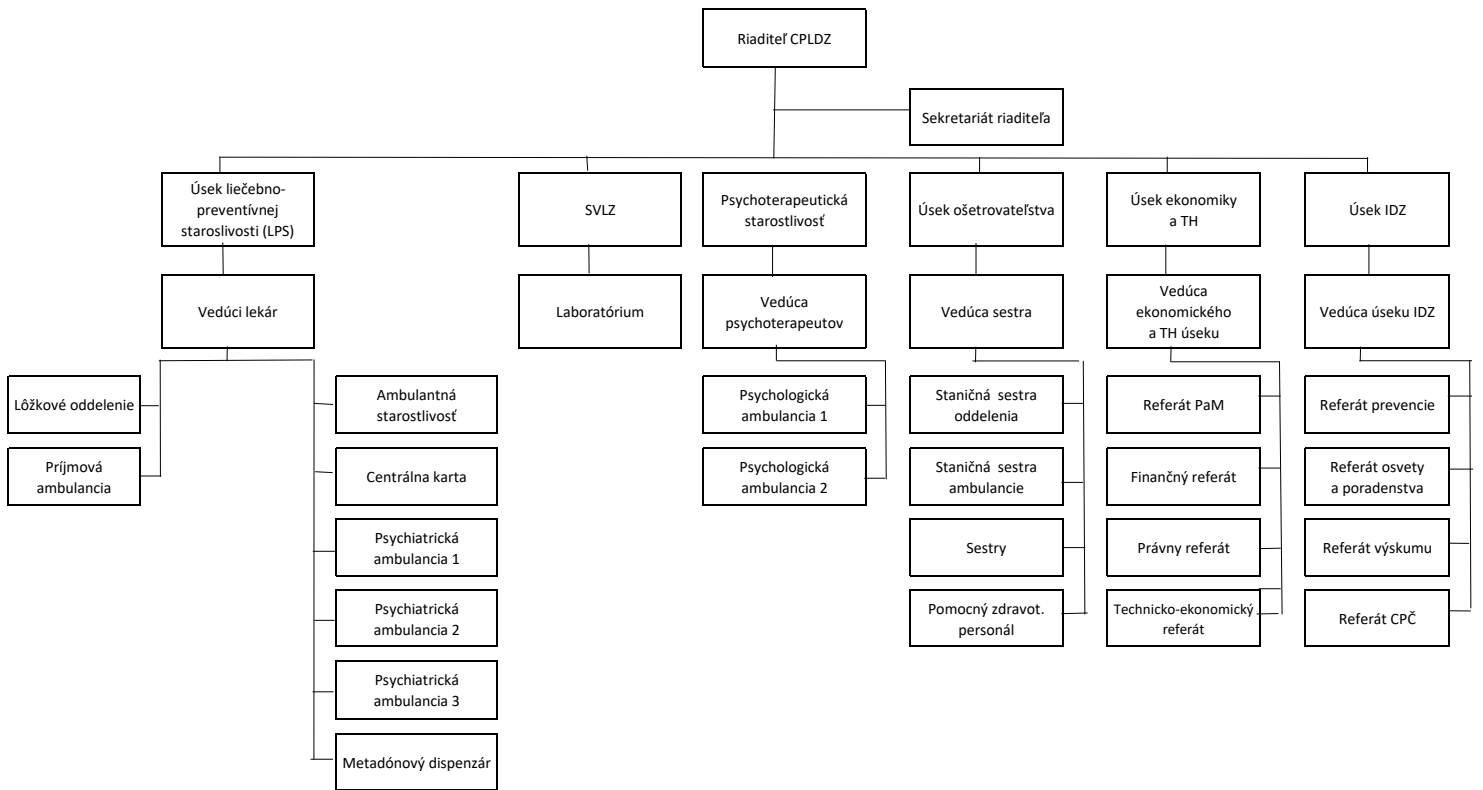 Riaditeľ CPLDZ
Sekretariát riaditeľa
Úsek liečebno-
preventívnej
staroslivosti (LPS)
SVLZ
Psychoterapeutická
starostlivosť
Úsek ošetrovateľstva
Úsek ekonomiky
a TH
Úsek IDZ
Vedúci lekár
Laboratórium
Vedúca
psychoterapeutov
Vedúca sestra
Vedúca
ekonomického
a TH úseku
Vedúca úseku IDZ
Lôžkové oddelenie
Príjmová
ambulancia
Ambulantná
starostlivosť
Centrálna karta
Psychiatrická
ambulancia 1
Psychiatrická
ambulancia 2
Psychiatrická
ambulancia 3
Metadónový dispenzár
Psychologická
ambulancia 1
Psychologická
ambulancia 2
Staničná sestra
oddelenia
Staničná sestra
ambulancie
Sestry
Pomocný zdravot.
personál
Referát PaM
Finančný referát
Právny referát
Technicko-ekonomický
referát
Referát prevencie
Referát osvety
a poradenstva
Referát výskumu
Referát CPČ